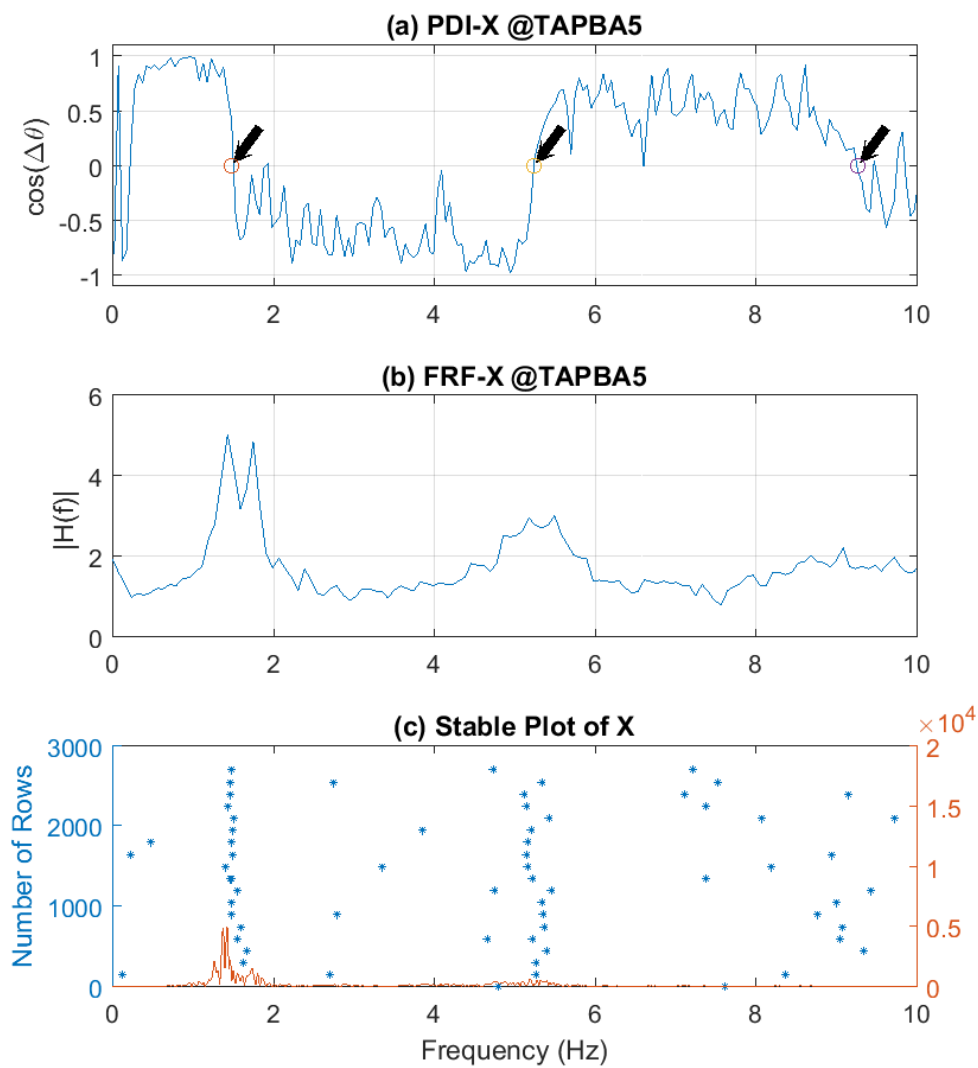 (a) PDI-X @TAPBA5
cos(Δθ)
1
0.5
0
-0.5
-1
0 2 4 6 8 10
(b) FRF-X @TAPBA5
|H(f)|
6
4
2
0
0 2 4 6 8 10
(c) Stable Plot of X
×10⁴
Number of Rows
3000 2
2000 1.5
1
1000 0.5
0 0
0 2 4 6 8 10
Frequency (Hz)